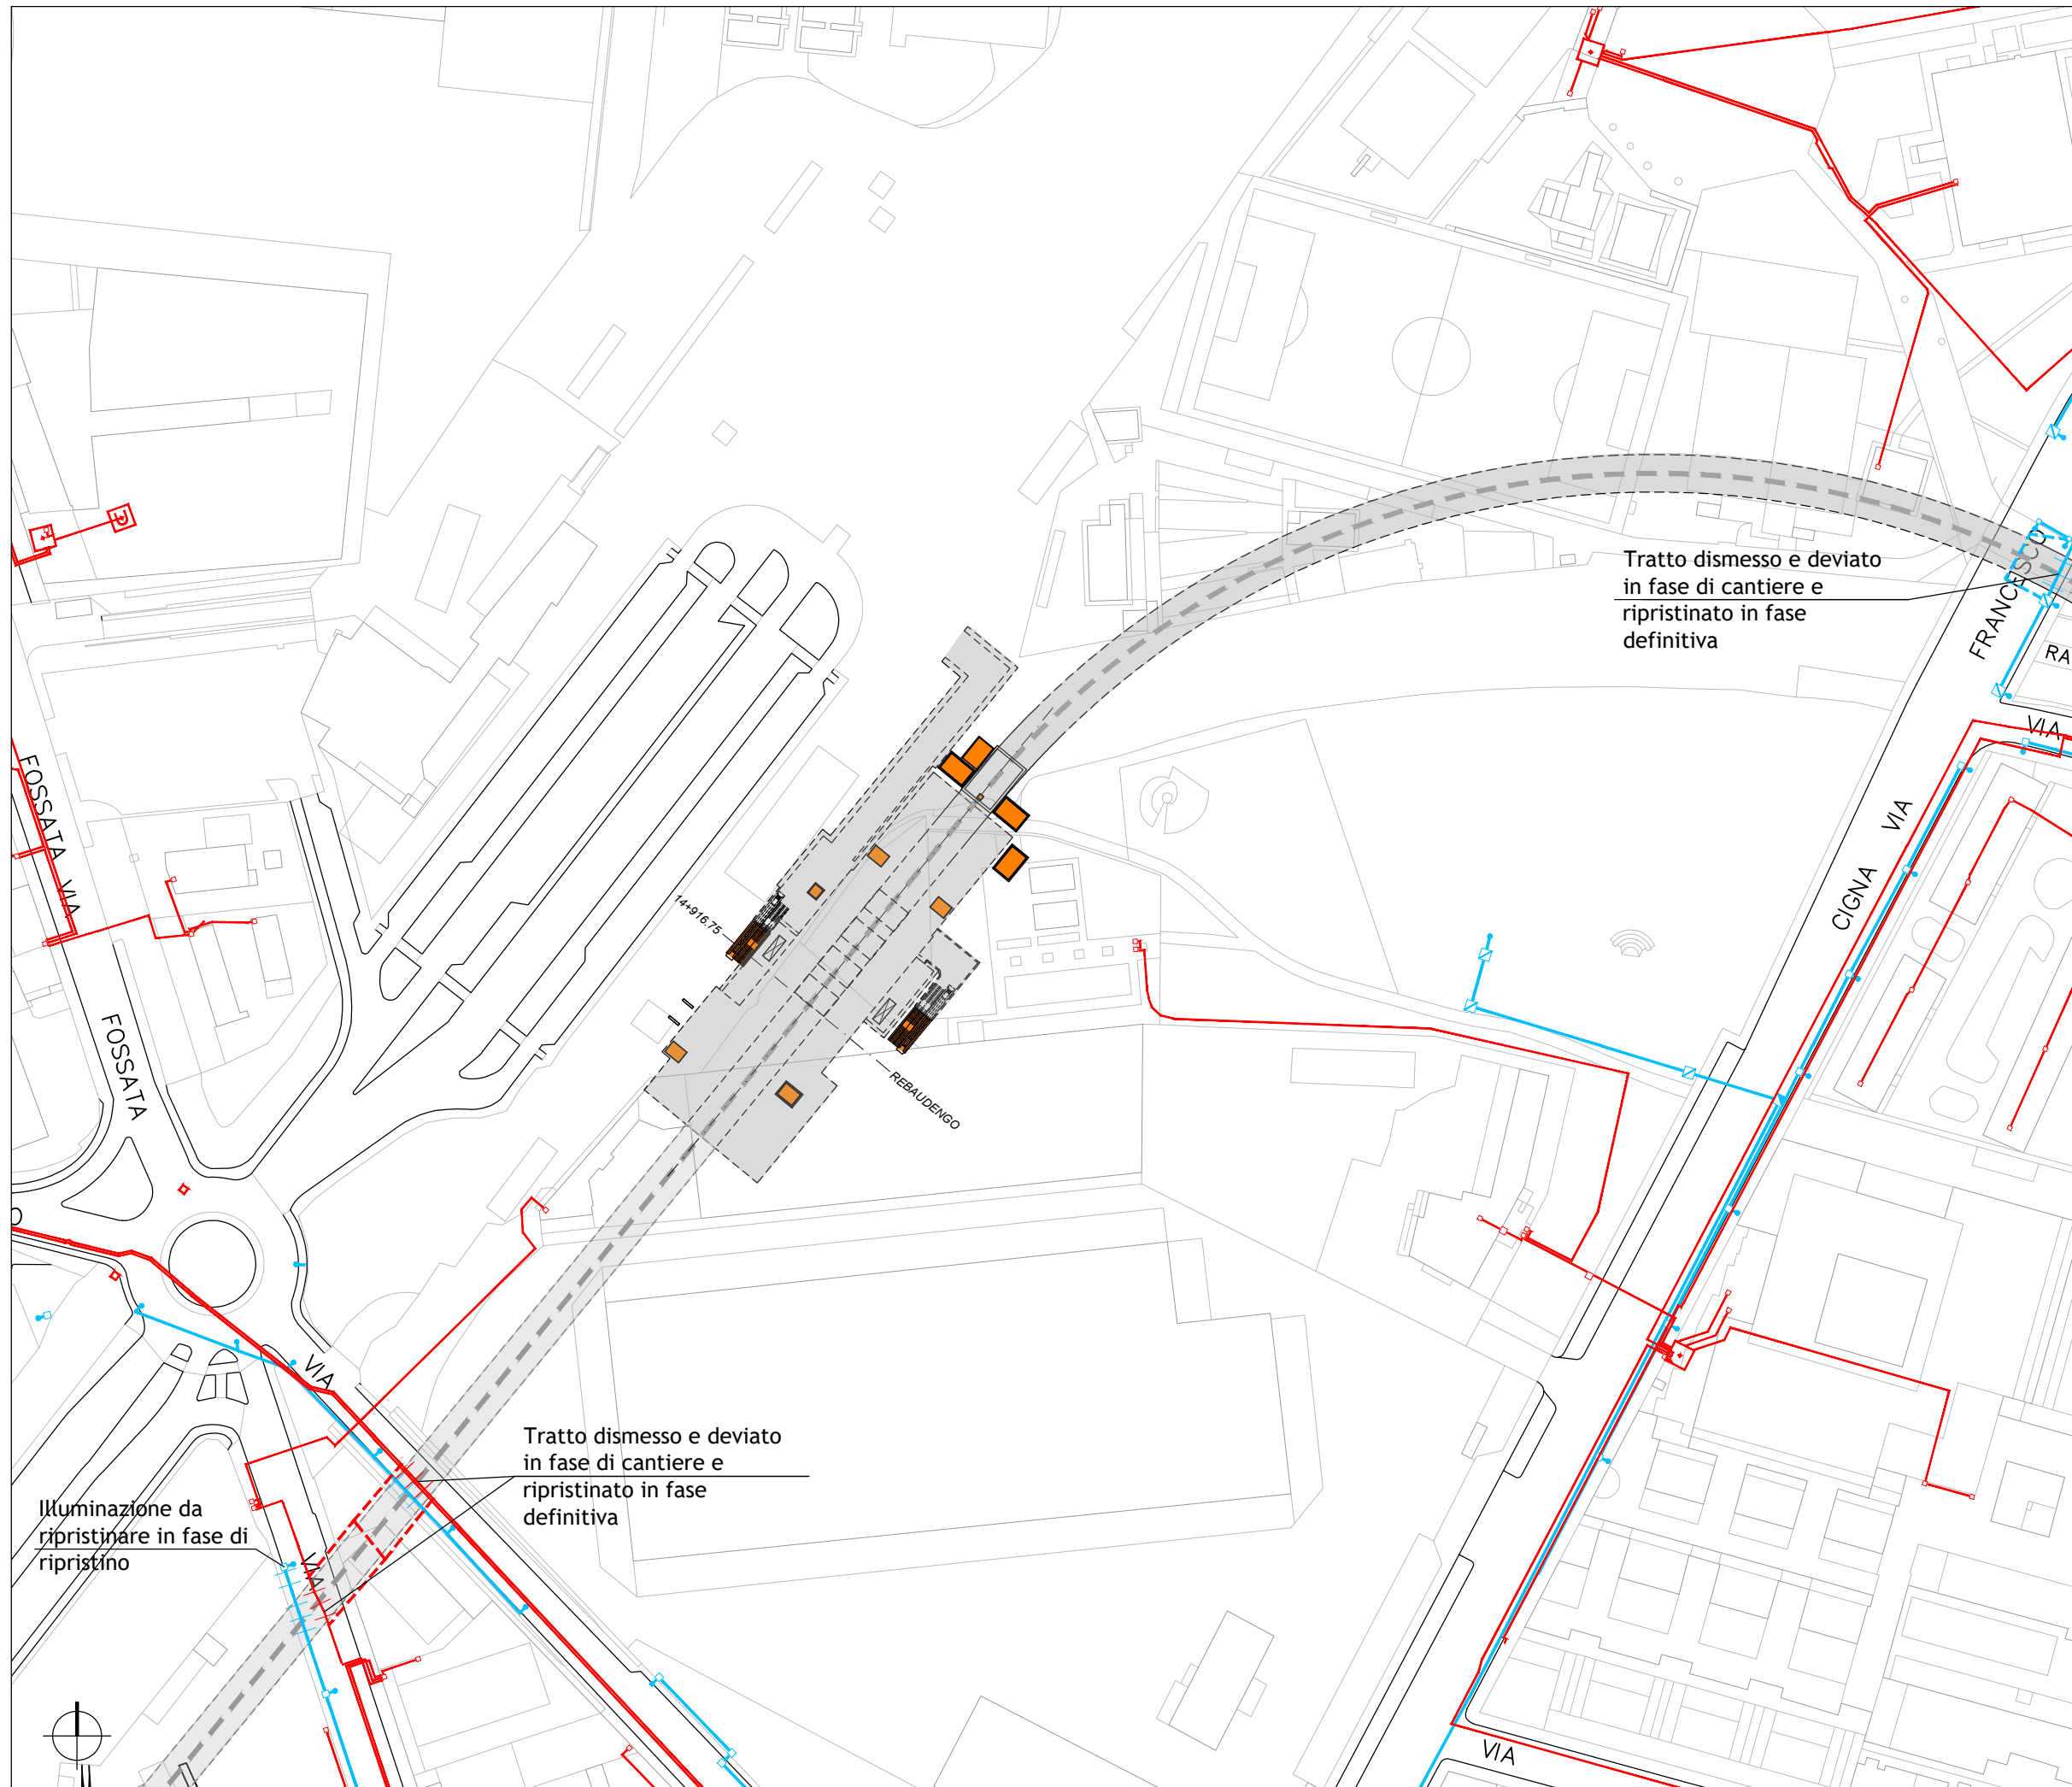 Tratto dismesso e deviato
in fase di cantiere e
ripristinato in fase
definitiva
FRANCESCO
RA
VIA
VIA
CIGNA
FOSSATA
VIA
FOSSATA
14+916.75
REBAUDENGO
VIA
Tratto dismesso e deviato
in fase di cantiere e
ripristinato in fase
definitiva
Illuminazione da
ripristinare in fase di
ripristino
VIA
VIA